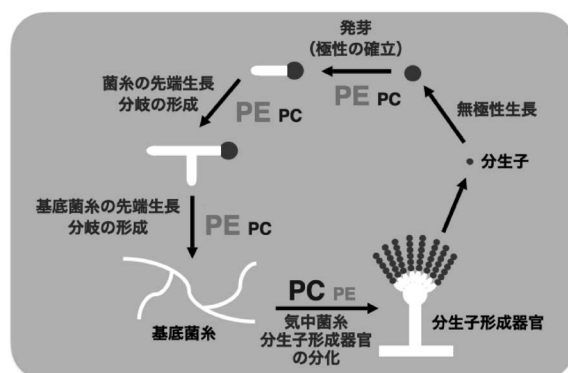 発芽
(極性の確立)
PE PC
菌糸の先端生長
分岐の形成
PE PC
無極性生長
分生子
基底菌糸の先端生長
分岐の形成
PE PC
基底菌糸
PC PE
気中菌糸
分生子形成器官
の分化
分生子形成器官